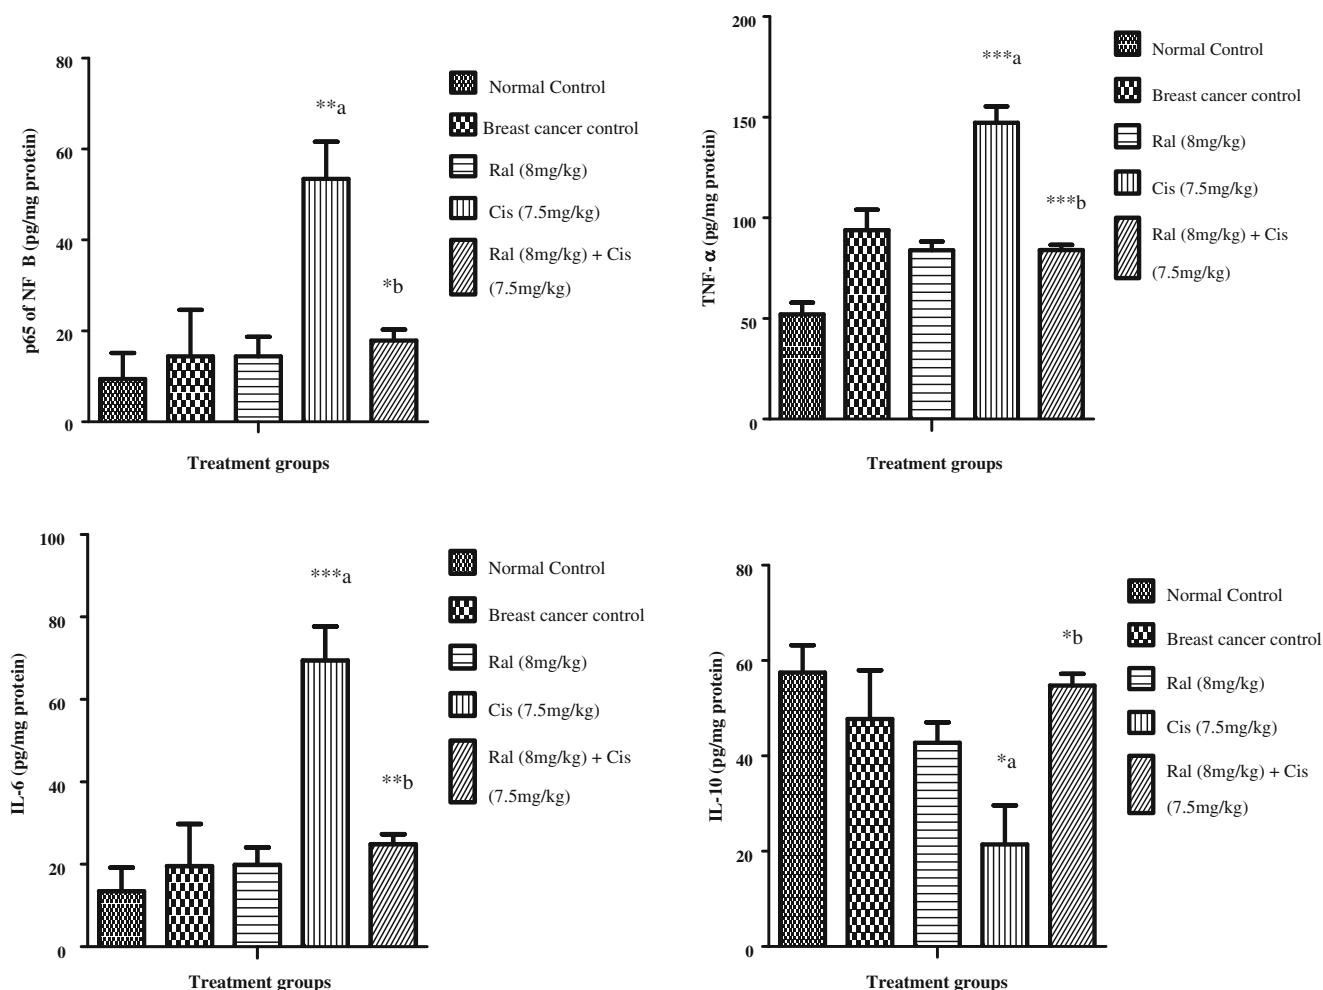 80
60
40
20
0
p65 of NF B (pg/mg protein)
**a
*b
Treatment groups
Normal Control
Breast cancer control
Ral (8mg/kg)
Cis (7.5mg/kg)
Ral (8mg/kg) + Cis
(7.5mg/kg)
200
150
100
50
0
TNF- α (pg/mg protein)
***a
***b
Treatment groups
Normal Control
Breast cancer control
Ral (8mg/kg)
Cis (7.5mg/kg)
Ral (8mg/kg) + Cis
(7.5mg/kg)
100
80
60
40
20
0
IL-6 (pg/mg protein)
***a
**b
Treatment groups
Normal Control
Breast cancer control
Ral (8mg/kg)
Cis (7.5mg/kg)
Ral (8mg/kg) + Cis
(7.5mg/kg)
80
60
40
20
0
IL-10 (pg/mg protein)
*a
*b
Treatment groups
Normal Control
Breast cancer control
Ral (8mg/kg)
Cis (7.5mg/kg)
Ral (8mg/kg) + Cis
(7.5mg/kg)